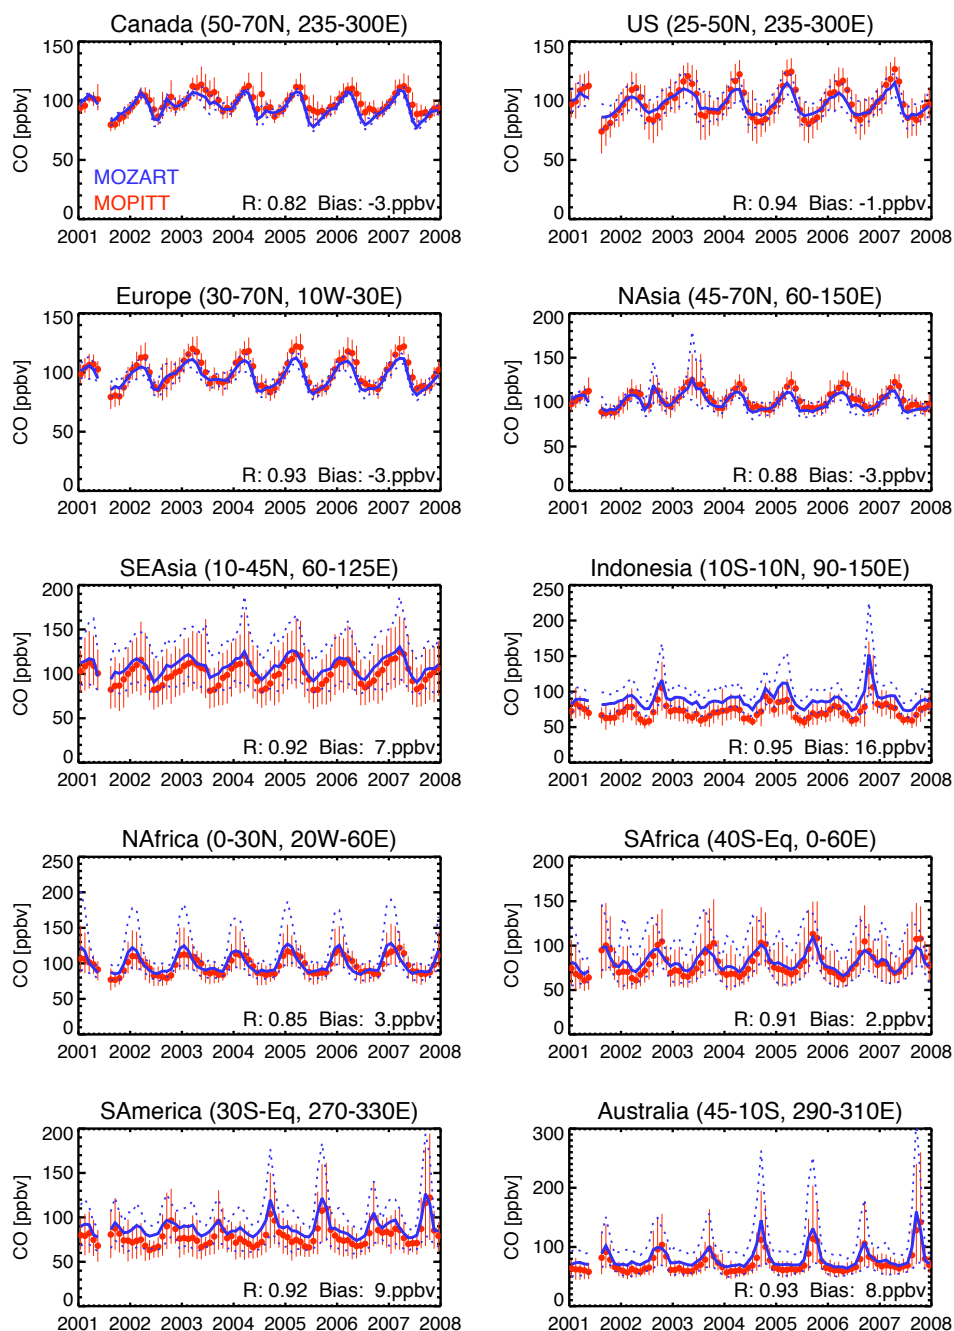 Canada (50-70N, 235-300E)
CO [ppbv]
150
100
50
0
MOZART
MOPITT
R: 0.82 Bias: -3.ppbv
2001 2002 2003 2004 2005 2006 2007 2008
US (25-50N, 235-300E)
CO [ppbv]
150
100
50
0
R: 0.94 Bias: -1.ppbv
2001 2002 2003 2004 2005 2006 2007 2008
Europe (30-70N, 10W-30E)
CO [ppbv]
150
100
50
0
R: 0.93 Bias: -3.ppbv
2001 2002 2003 2004 2005 2006 2007 2008
NAsia (45-70N, 60-150E)
CO [ppbv]
200
150
100
50
0
R: 0.88 Bias: -3.ppbv
2001 2002 2003 2004 2005 2006 2007 2008
SEAsia (10-45N, 60-125E)
CO [ppbv]
200
150
100
50
0
R: 0.92 Bias: 7.ppbv
2001 2002 2003 2004 2005 2006 2007 2008
Indonesia (10S-10N, 90-150E)
CO [ppbv]
250
200
150
100
50
0
R: 0.95 Bias: 16.ppbv
2001 2002 2003 2004 2005 2006 2007 2008
NAfrica (0-30N, 20W-60E)
CO [ppbv]
250
200
150
100
50
0
R: 0.85 Bias: 3.ppbv
2001 2002 2003 2004 2005 2006 2007 2008
SAfrica (40S-Eq, 0-60E)
CO [ppbv]
200
150
100
50
0
R: 0.91 Bias: 2.ppbv
2001 2002 2003 2004 2005 2006 2007 2008
SAmerica (30S-Eq, 270-330E)
CO [ppbv]
200
150
100
50
0
R: 0.92 Bias: 9.ppbv
2001 2002 2003 2004 2005 2006 2007 2008
Australia (45-10S, 290-310E)
CO [ppbv]
300
200
100
0
R: 0.93 Bias: 8.ppbv
2001 2002 2003 2004 2005 2006 2007 2008